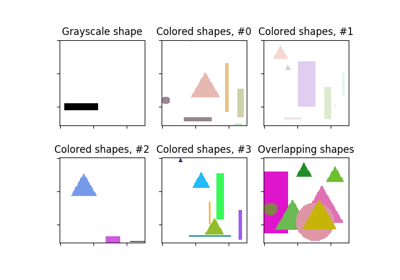 Grayscale shape
Colored shapes, #0
Colored shapes, #1
Colored shapes, #2
Colored shapes, #3
Overlapping shapes